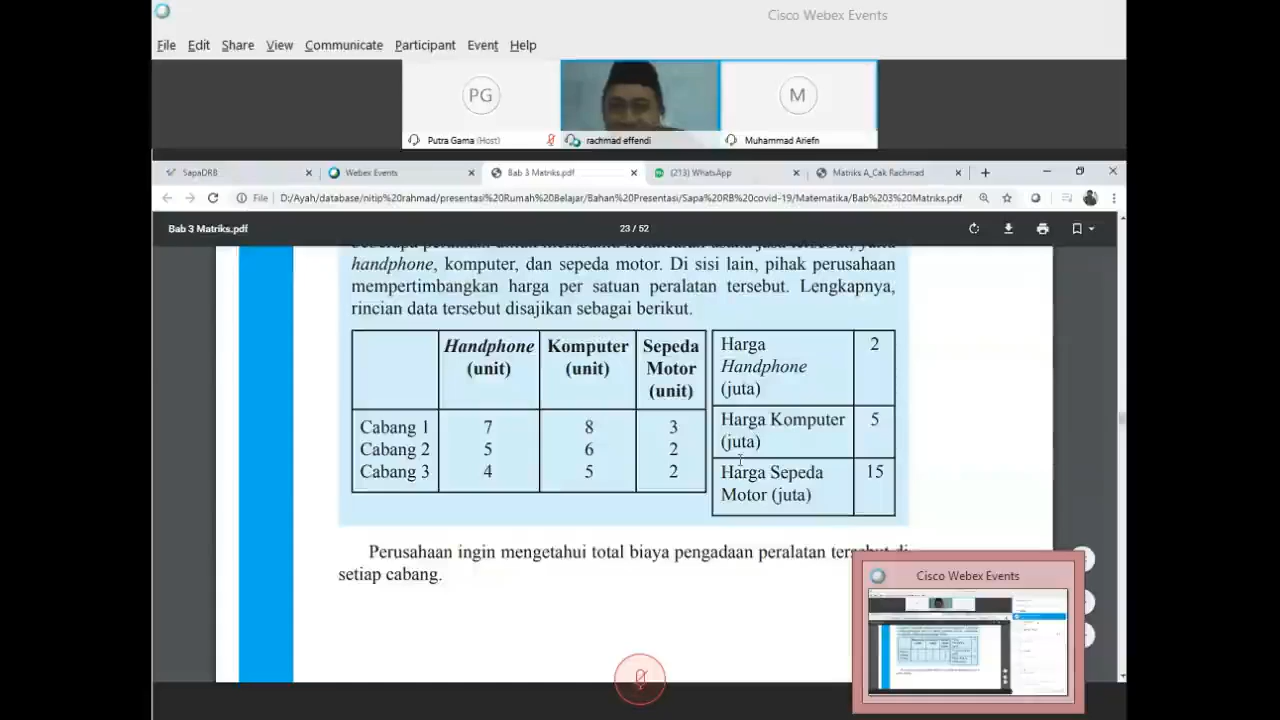 Cisco Webex Events
File Edit Share View Communicate Participant Event Help
PG
M
Putra Gama (Host)
rachmad effendi
Muhammad Ariefn
SapaDRB
Webex Events
Bab 3 Matriks.pdf
(213) WhatsApp
Matriks A_Cak Rachmad
File D:/Ayah/database/nitip%20rahmad/presentasi%20Rumah%20Belajar/Bahan%20Presentasi/Sapa%20RB%20covid-19/Matematika/Bab%203%20Matriks.pdf
Bab 3 Matriks.pdf
23 / 52
handphone, komputer, dan sepeda motor. Di sisi lain, pihak perusahaan
mempertimbangkan harga per satuan peralatan tersebut. Lengkapnya,
rincian data tersebut disajikan sebagai berikut.
Handphone Komputer Sepeda
(unit) (unit) Motor
(unit)
Cabang 1 7 8 3
Cabang 2 5 6 2
Cabang 3 4 5 2
Harga 2
Handphone
(juta)
Harga Komputer 5
(juta)
Harga Sepeda 15
Motor (juta)
Perusahaan ingin mengetahui total biaya pengadaan peralatan tersebut di
setiap cabang.
Cisco Webex Events